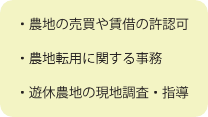 ・農地の売買や賃借の許認可
・農地転用に関する事務
・遊休農地の現地調査・指導